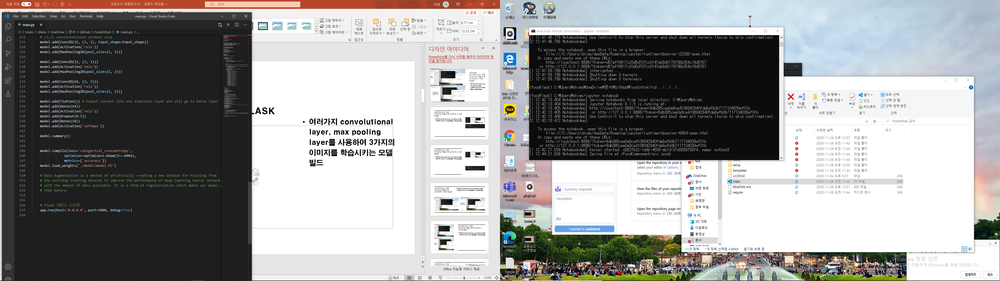 자동 저장
오픈소스 최종보고서 - 업로드 차단됨
검색
다혜
File Edit Selection View Go Run Terminal Help
main.py - Visual Studio Code
main.py
C: > Users > shims > OneDrive > 문서 > GitHub > FoodInfoAI > main.py > ...
122 # (3,3) convulonational windows size
123 model.add(Conv2D(32, (3, 3), input_shape=input_shape))
124 model.add(Activation('relu'))
125 model.add(MaxPooling2D(pool_size=(2, 2)))
126
127 model.add(Conv2D(32, (3, 3)))
128 model.add(Activation('relu'))
129 model.add(MaxPooling2D(pool_size=(2, 2)))
130
131 model.add(Conv2D(64, (3, 3)))
132 model.add(Activation('relu'))
133 model.add(MaxPooling2D(pool_size=(2, 2)))
134
135 model.add(Flatten()) # Output convert into one dimension layer and will go to Dense layer
136 model.add(Dense(64))
137 model.add(Activation('relu'))
138 model.add(Dropout(0.5))
139 model.add(Dense(10))
140 model.add(Activation('softmax'))
141
142 model.summary()
143
144
145 model.compile(loss='categorical_crossentropy',
146 optimizer=optimizers.Adam(lr=.0004),
147 metrics=['accuracy'])
148 model.load_weights("./model/model.h5")
149
150 # Data Augmentation is a method of artificially creating a new dataset for training from
151 # the existing training dataset to improve the performance of deep learning neural network
152 # with the amount of data available. It is a form of regularization which makes our model
153 # than before.
154
155
156 # Flask 서비스 스타트
157 app.run(host='0.0.0.0', port=5000, debug=True)
158
공유 메모
그림 테두리
그림 효과
그림 레이아웃
대체 텍스트
접근성
앞으로 가져오기
뒤로 보내기
선택 창
맞춤
그룹화
회전
정렬
자르기
높이: 6.77 cm
너비: 12.22 cm
크기
LASK
• 여러가지 convolutional
layer, max pooling
layer를 사용하여 3가지의
이미지를 학습시키는 모델
빌드
디자인 아이디어
PowerPoint를 다시 시작할 때까지 아이디어 제
안을 중지합니다.
Office 지능형 서비스 제공
메모
104%
휴지통
카트라이더
오버워치
audio_only
Microsoft Edge
카카오톡
Chrome
예산정리
Microsoft Teams
playback
zoom_0
제목 없음
Microsoft Edge
오픈소스 시연영상
Simple
Anaconda Prompt (anaconda3) - jupyter notebook
[I 12:41:48.779 NotebookApp] Use Control-C to stop this server and shut down all kernels (twice to skip confirmation).
[C 12:41:48.786 NotebookApp]
To access the notebook, open this file in a browser:
file:///C:/Users/shims/AppData/Roaming/jupyter/runtime/nbserver-22036-open.html
Or copy and paste one of these URLs:
http://localhost:8888/?token=d57aff9817c20d5d707cc0147eb9d3179706b354c18d5767
or http://127.0.0.1:8888/?token=d57aff9817c20d5d707cc0147eb9d3179706b354c18d5767
[I 12:41:58.798 NotebookApp] Interrupted...
[I 12:41:58.798 NotebookApp] Shutting down 0 kernels
[I 12:41:58.798 NotebookApp] Shutting down 0 terminals
(foodflask) C:₩Users₩shims₩OneDrive₩문서₩GitHub₩FoodInfoAI>cd ../../../..
(foodflask) C:₩Users₩shims>jupyter notebook
[I 12:42:13.404 NotebookApp] Serving notebooks from local directory: C:₩Users₩shims
[I 12:42:13.404 NotebookApp] Jupyter Notebook 6.1.5 is running at:
[I 12:42:13.405 NotebookApp] http://localhost:8888/?token=9db385cea0a9ca4108942940fda6afb0b7117104039ef01b
[I 12:42:13.405 NotebookApp] or http://127.0.0.1:8888/?token=9db385cea0a9ca4108942940fda6afb0b7117104039ef01b
[I 12:42:13.406 NotebookApp] Use Control-C to stop this server and shut down all kernels (twice to skip confirmation).
[C 12:42:13.412 NotebookApp]
To access the notebook, open this file in a browser:
file:///C:/Users/shims/AppData/Roaming/jupyter/runtime/nbserver-6964-open.html
Or copy and paste one of these URLs:
http://localhost:8888/?token=9db385cea0a9ca4108942940fda6afb0b7117104039ef01b
or http://127.0.0.1:8888/?token=9db385cea0a9ca4108942940fda6afb0b7117104039ef01b
[I 12:42:21.539 NotebookApp] Kernel started: c682fb32-1e8b-4509-ab1d-37e5859759f4, name: python3
[I 12:44:21.608 NotebookApp] Saving file at /FoodComponent/src.ipynb
Summary (required)
Description
Commit to mainhtml
Open the repository in your e
Select your editor in Options
Repository menu or Ctrl Shift
View the files of your reposito
Repository menu or Ctrl Shift
Open the repository page on
Repository menu or Ctrl Shift
삭제
이름 바꾸기
새 폴더
새 항목
빠른 연결
새로 만들기
속성
열기
편집
히스토리
열기
모두 선택
선택 안 함
선택 영역 반전
선택
FoodInfoAI 검색
상태 수정한 날짜 유형 크기
2020-11-28 오후 12:37 파일 폴더
2020-11-28 오전 11:43 파일 폴더
2020-11-28 오전 11:44 파일 폴더
2020-11-28 오전 11:44 파일 폴더
static 2020-11-28 오전 11:44 파일 폴더
temp 2020-11-28 오후 12:02 파일 폴더
templates 2020-11-28 오전 11:44 파일 폴더
LICENSE 2020-11-04 오후 5:37 파일 2KB
main 2020-11-28 오전 11:44 PY 파일 5KB
README.md 2020-11-28 오후 12:37 MD 파일 2KB
require 2020-11-28 오전 11:44 텍스트 문서 3KB
test
컴네
OneDrive
문서
바탕 화면
사진
첨부 파일
내 PC
3D 개체
다운로드
동영상
문서
바탕 화면
11개 항목 1개 항목 선택함 4.96KB 동기화 보류 중
Windows 정품 인증
로 이동하여 Windows를 정품 인증합니다.
업데이트 취소